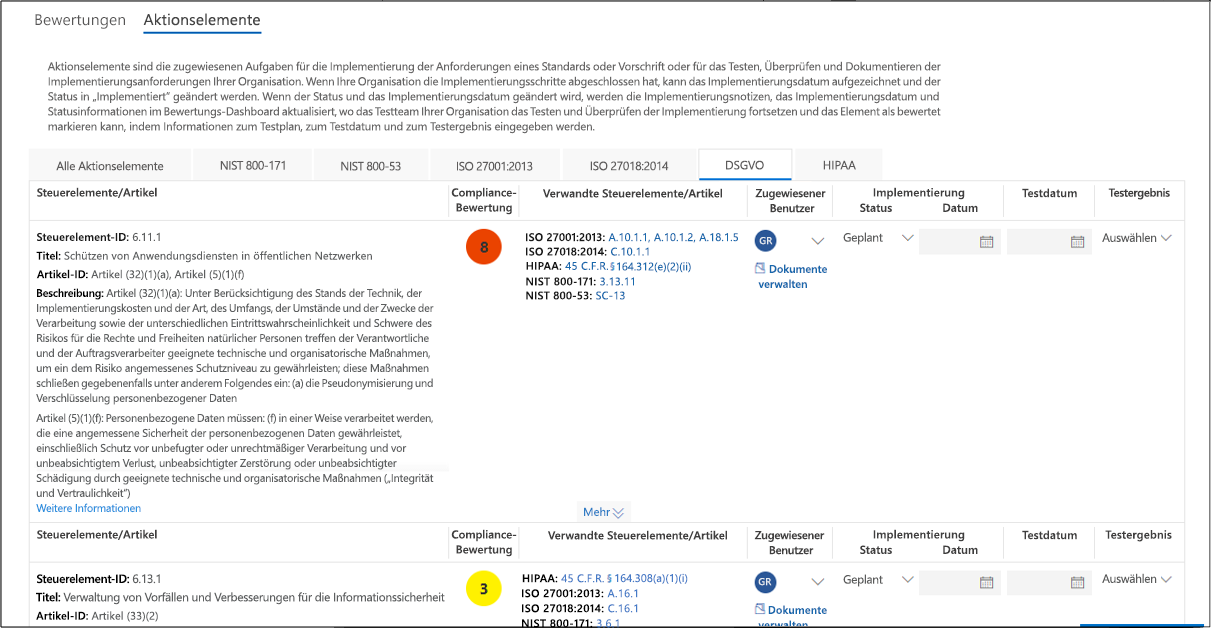 Bewertungen Aktionselemente
Aktionselemente sind die zugewiesenen Aufgaben für die Implementierung der Anforderungen eines Standards oder Vorschrift oder für das Testen, Überprüfen und Dokumentieren der
Implementierungsanforderungen Ihrer Organisation. Wenn Ihre Organisation die Implementierungsschritte abgeschlossen hat, kann das Implementierungsdatum aufgezeichnet und der
Status in „Implementiert" geändert werden. Wenn der Status und das Implementierungsdatum geändert wird, werden die Implementierungsnotizen, das Implementierungsdatum und
Statusinformationen im Bewertungs-Dashboard aktualisiert, wo das Testteam Ihrer Organisation das Testen und Überprüfen der Implementierung fortsetzen und das Element als bewertet
markieren kann, indem Informationen zum Testplan, zum Testdatum und zum Testergebnis eingegeben werden.
Alle Aktionselemente NIST 800-171 NIST 800-53 ISO 27001:2013 ISO 27018:2014 DSGVO HIPAA
Steuerelemente/Artikel
Compliance-
Bewertung
Verwandte Steuerelemente/Artikel
Zugewiesener
Benutzer
Implementierung
Status Datum
Testdatum
Testergebnis
Steuerelement-ID: 6.11.1
Titel: Schützen von Anwendungsdiensten in öffentlichen Netzwerken
Artikel-ID: Artikel (32)(1)(a), Artikel (5)(1)(f)
Beschreibung: Artikel (32)(1)(a): Unter Berücksichtigung des Stands der Technik, der
Implementierungskosten und der Art, des Umfangs, der Umstände und der Zwecke der
Verarbeitung sowie der unterschiedlichen Eintrittswahrscheinlichkeit und Schwere des
Risikos für die Rechte und Freiheiten natürlicher Personen treffen der Verantwortliche
und der Auftragsverarbeiter geeignete technische und organisatorische Maßnahmen,
um ein dem Risiko angemessenes Schutzniveau zu gewährleisten; diese Maßnahmen
schließen gegebenenfalls unter anderem Folgendes ein: (a) die Pseudonymisierung und
Verschlüsselung personenbezogener Daten
Artikel (5)(1)(f): Personenbezogene Daten müssen: (f) in einer Weise verarbeitet werden,
die eine angemessene Sicherheit der personenbezogenen Daten gewährleistet,
einschließlich Schutz vor unbefugter oder unrechtmäßiger Verarbeitung und vor
unbeabsichtigtem Verlust, unbeabsichtigter Zerstörung oder unbeabsichtigter
Schädigung durch geeignete technische und organisatorische Maßnahmen („Integrität
und Vertraulichkeit")
Weitere Informationen
8
ISO 27001:2013: A.10.1.1, A.10.1.2, A.18.1.5
ISO 27018:2014: C.10.1.1
HIPAA: 45 C.F.R. § 164.312(e)(2)(ii)
NIST 800-171: 3.13.11
NIST 800-53: SC-13
GR
Dokumente
verwalten
Geplant
Auswählen
Mehr
Steuerelemente/Artikel
Compliance-
Bewertung
Verwandte Steuerelemente/Artikel
Zugewiesener
Benutzer
Implementierung
Status Datum
Testdatum
Testergebnis
Steuerelement-ID: 6.13.1
Titel: Verwaltung von Vorfällen und Verbesserungen für die Informationssicherheit
Artikel-ID: Artikel (33)(2)
3
HIPAA: 45 C.F.R. § 164.308(a)(1)(i)
ISO 27001:2013: A.16.1
ISO 27018:2014: C.16.1
NIST 800-171: 3.6.1
GR
Dokumente
verwalten
Geplant
Auswählen